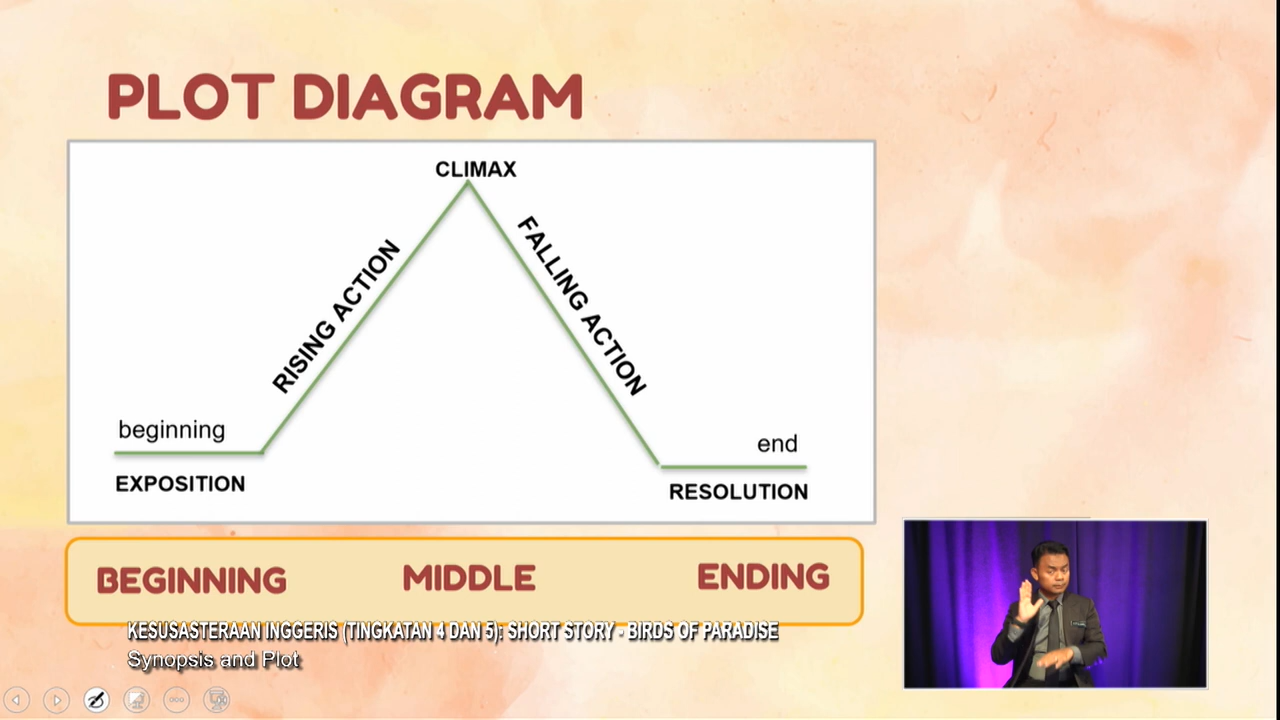 PLOT DIAGRAM
CLIMAX
RISING ACTION
FALLING ACTION
beginning
end
EXPOSITION
RESOLUTION
BEGINNING MIDDLE ENDING
KESUSASTERAAN INGGERIS (TINGKATAN 4 DAN 5): SHORT STORY - BIRDS OF PARADISE
Synopsis and Plot